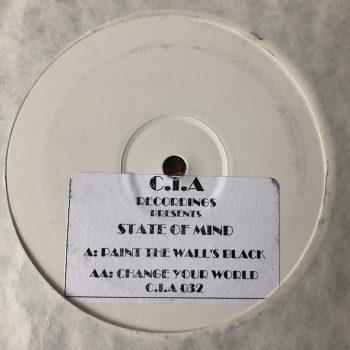 C.I.A
RECORDINGS
PRESENTS
STATE OF MIND
A: PAINT THE WALL'S BLACK
AA: CHANGE YOUR WORLD
C.I.A 032